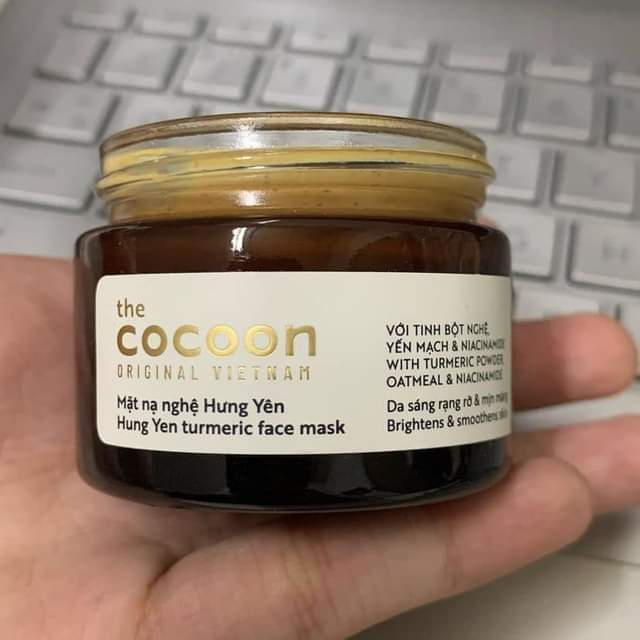 the
cocoon
ORIGINAL VIETNAM
Mặt nạ nghệ Hưng Yên
Hung Yen turmeric face mask
VỚI TINH BỘT NGHỆ,
YẾN MẠCH & NIACINAMIDE
WITH TURMERIC POWDER,
OATMEAL & NIACINAMIDE
Da sáng rạng rỡ & mịn màng
Brightens & smoothens